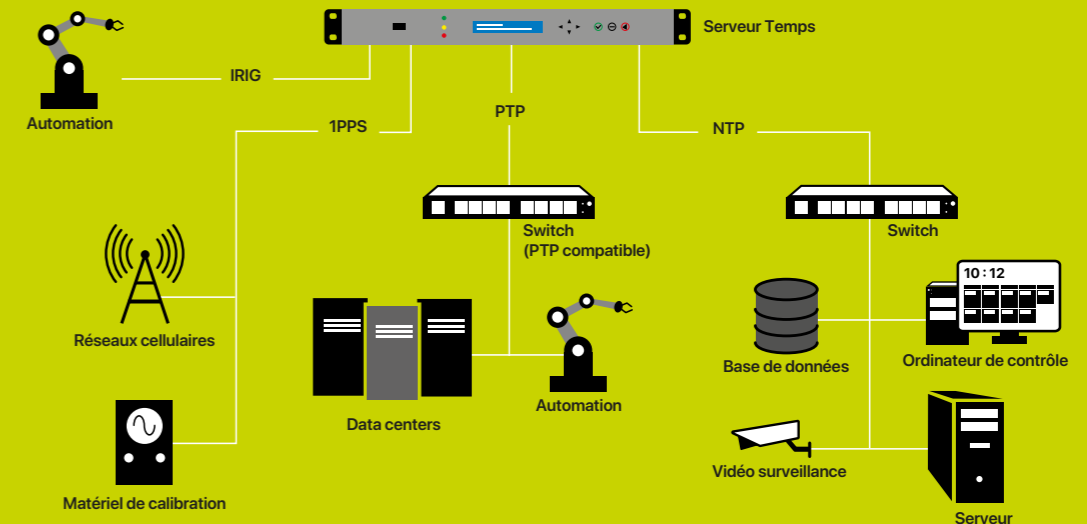 Serveur Temps
IRIG
Automation
1PPS
PTP
NTP
Switch
(PTP compatible)
Switch
10:12
Réseaux cellulaires
Base de données
Ordinateur de contrôle
Automation
Data centers
Vidéo surveillance
Matériel de calibration
Serveur